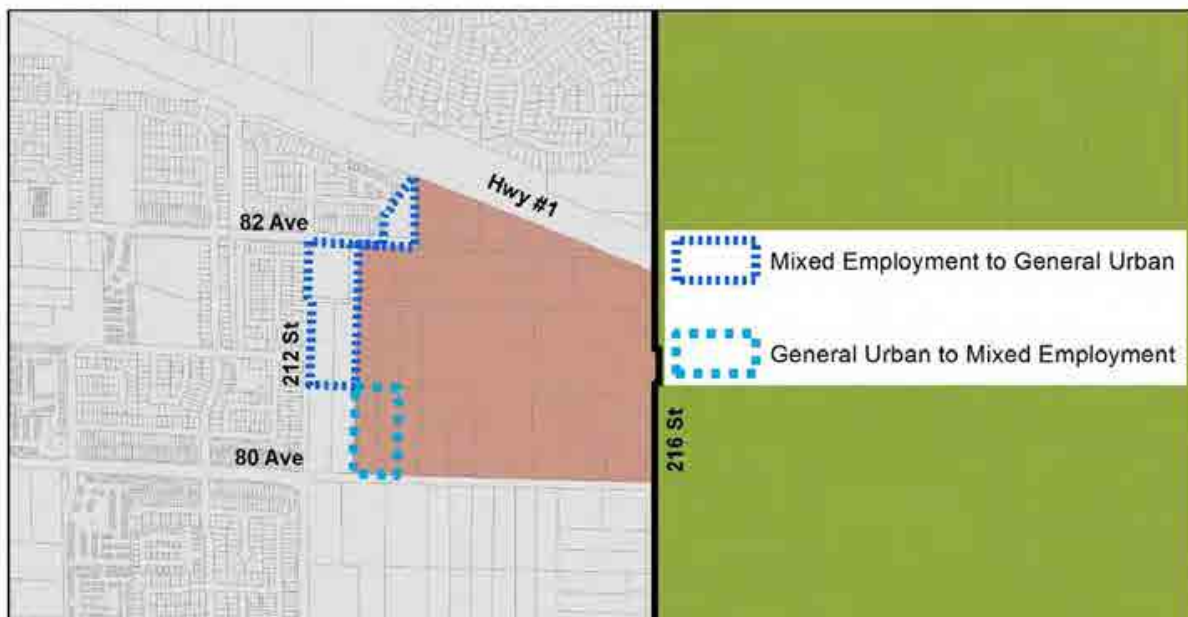 Hwy #1
82 Ave
Mixed Employment to General Urban
212 St
General Urban to Mixed Employment
80 Ave
216 St